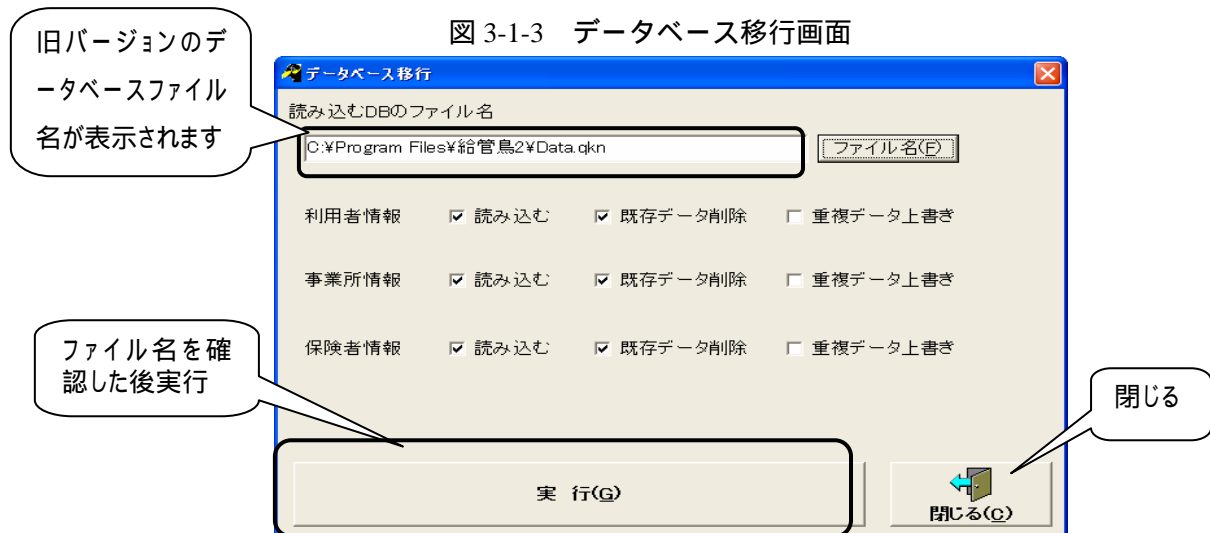 図 3-1-3 データベース移行画面
旧バージョンのデ
ータベースファイル
名が表示されます
データベース移行
読み込むDBのファイル名
C:¥Program Files¥給管鳥2¥Data.qkn
ファイル名(F)
利用者情報 読み込む 既存データ削除 重複データ上書き
事業所情報 読み込む 既存データ削除 重複データ上書き
保険者情報 読み込む 既存データ削除 重複データ上書き
ファイル名を確
認した後実行
閉じる
実 行(G)
閉じる(C)